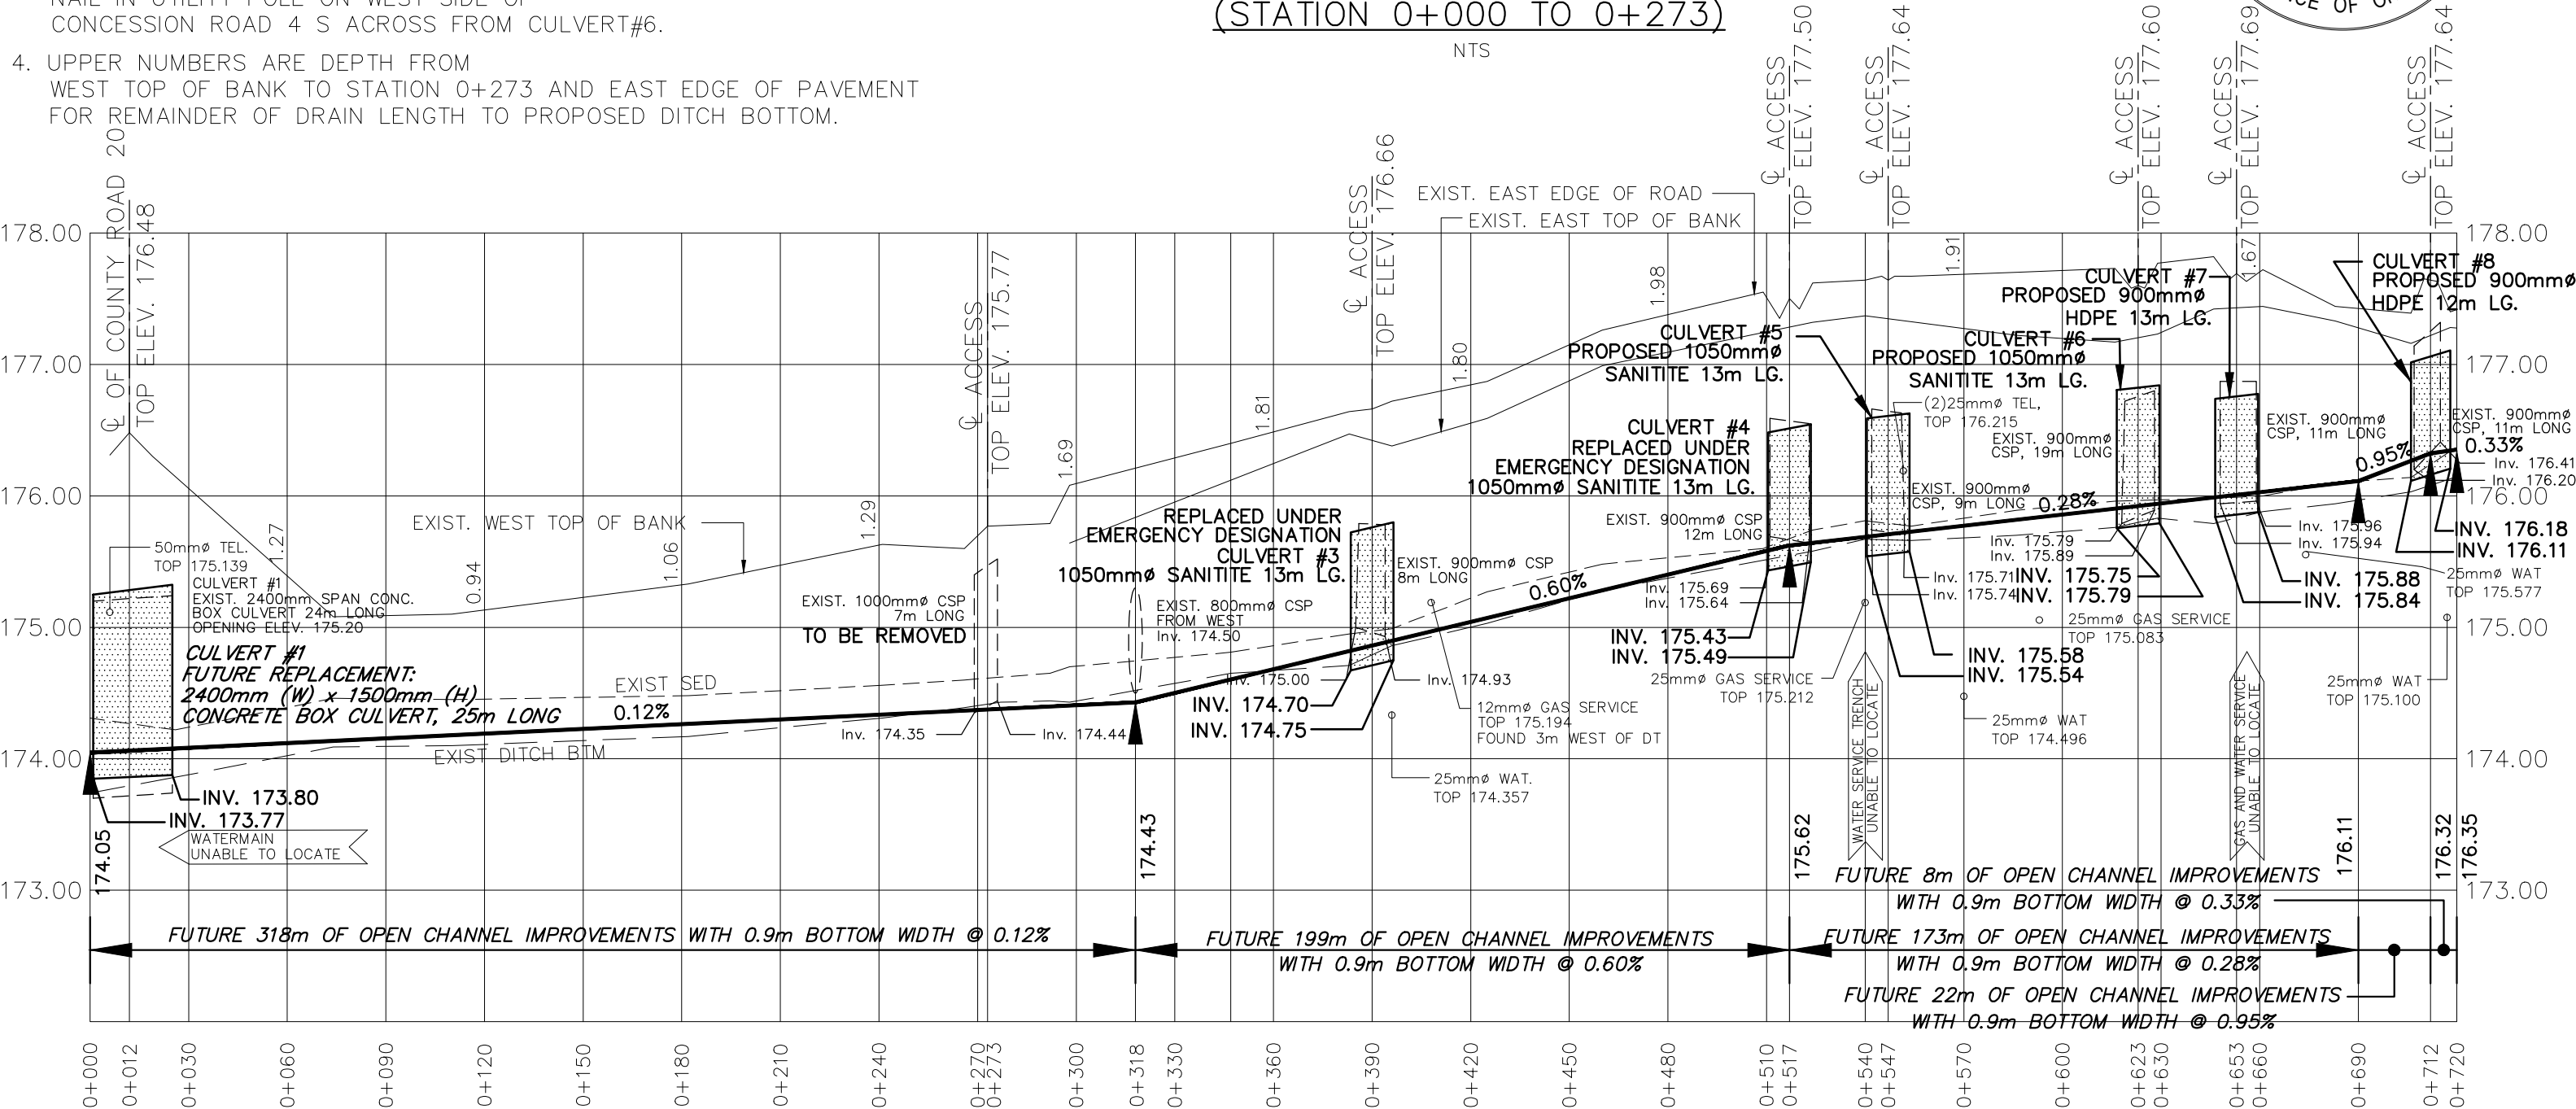 NAIL IN UTILITY POLE ON WEST SIDE OF
CONCESSION ROAD 4 S ACROSS FROM CULVERT#6.
4. UPPER NUMBERS ARE DEPTH FROM
WEST TOP OF BANK TO STATION 0+273 AND EAST EDGE OF PAVEMENT
FOR REMAINDER OF DRAIN LENGTH TO PROPOSED DITCH BOTTOM.
(STATION 0+000 TO 0+273)
NTS
℄ OF COUNTY ROAD 20
TOP ELEV. 176.48
℄ ACCESS
TOP ELEV. 175.77
℄ ACCESS
TOP ELEV. 176.66
℄ ACCESS
TOP ELEV. 177.50
℄ ACCESS
TOP ELEV. 177.64
℄ ACCESS
TOP ELEV. 177.60
℄ ACCESS
TOP ELEV. 177.69
℄ ACCESS
TOP ELEV. 177.64
178.00
177.00
176.00
175.00
174.00
173.00
178.00
177.00
176.00
175.00
174.00
173.00
1.27
0.94
1.06
1.29
1.69
1.81
1.80
1.98
1.91
1.67
EXIST. EAST EDGE OF ROAD
EXIST. EAST TOP OF BANK
EXIST. WEST TOP OF BANK
50mmø TEL.
TOP 175.139
CULVERT #1
EXIST. 2400mm SPAN CONC.
BOX CULVERT 24m LONG
OPENING ELEV. 175.20
CULVERT #1
FUTURE REPLACEMENT:
2400mm (W) x 1500mm (H)
CONCRETE BOX CULVERT, 25m LONG
INV. 173.80
INV. 173.77
WATERMAIN
UNABLE TO LOCATE
EXIST SED
0.12%
EXIST DITCH BTM
EXIST. 1000mmø CSP
7m LONG
TO BE REMOVED
Inv. 174.35
Inv. 174.44
REPLACED UNDER
EMERGENCY DESIGNATION
CULVERT #3
1050mmø SANITITE 13m LG.
EXIST. 800mmø CSP
FROM WEST
Inv. 174.50
EXIST. 900mmø CSP
8m LONG
Inv. 175.00
Inv. 174.93
INV. 174.70
INV. 174.75
12mmø GAS SERVICE
TOP 175.194
FOUND 3m WEST OF DT
25mmø WAT.
TOP 174.357
0.60%
CULVERT #4
REPLACED UNDER
EMERGENCY DESIGNATION
1050mmø SANITITE 13m LG.
EXIST. 900mmø CSP
12m LONG
Inv. 175.69
Inv. 175.64
INV. 175.43
INV. 175.49
25mmø GAS SERVICE
TOP 175.212
CULVERT #5
PROPOSED 1050mmø
SANITITE 13m LG.
(2)25mmø TEL,
TOP 176.215
EXIST. 900mmø
CSP, 9m LONG
0.28%
Inv. 175.71
Inv. 175.74
INV. 175.58
INV. 175.54
WATER SERVICE TRENCH
UNABLE TO LOCATE
25mmø WAT
TOP 174.496
CULVERT #6
PROPOSED 1050mmø
SANITITE 13m LG.
EXIST. 900mmø
CSP, 19m LONG
Inv. 175.79
Inv. 175.89
INV. 175.75
INV. 175.79
25mmø GAS SERVICE
TOP 175.083
CULVERT #7
PROPOSED 900mmø
HDPE 13m LG.
EXIST. 900mmø
CSP, 11m LONG
Inv. 175.96
Inv. 175.94
INV. 175.88
INV. 175.84
GAS AND WATER SERVICE
UNABLE TO LOCATE
25mmø WAT
TOP 175.577
25mmø WAT
TOP 175.100
CULVERT #8
PROPOSED 900mmø
HDPE 12m LG.
EXIST. 900mmø
CSP, 11m LONG
0.95%
0.33%
Inv. 176.41
Inv. 176.20
INV. 176.18
INV. 176.11
174.05
174.43
175.62
176.11
176.32
176.35
FUTURE 318m OF OPEN CHANNEL IMPROVEMENTS WITH 0.9m BOTTOM WIDTH @ 0.12%
FUTURE 199m OF OPEN CHANNEL IMPROVEMENTS
WITH 0.9m BOTTOM WIDTH @ 0.60%
FUTURE 8m OF OPEN CHANNEL IMPROVEMENTS
WITH 0.9m BOTTOM WIDTH @ 0.33%
FUTURE 173m OF OPEN CHANNEL IMPROVEMENTS
WITH 0.9m BOTTOM WIDTH @ 0.28%
FUTURE 22m OF OPEN CHANNEL IMPROVEMENTS
WITH 0.9m BOTTOM WIDTH @ 0.95%
0+000
0+012
0+030
0+060
0+090
0+120
0+150
0+180
0+210
0+240
0+270
0+273
0+300
0+318
0+330
0+360
0+390
0+420
0+450
0+480
0+510
0+517
0+540
0+547
0+570
0+600
0+623
0+630
0+653
0+660
0+690
0+712
0+720